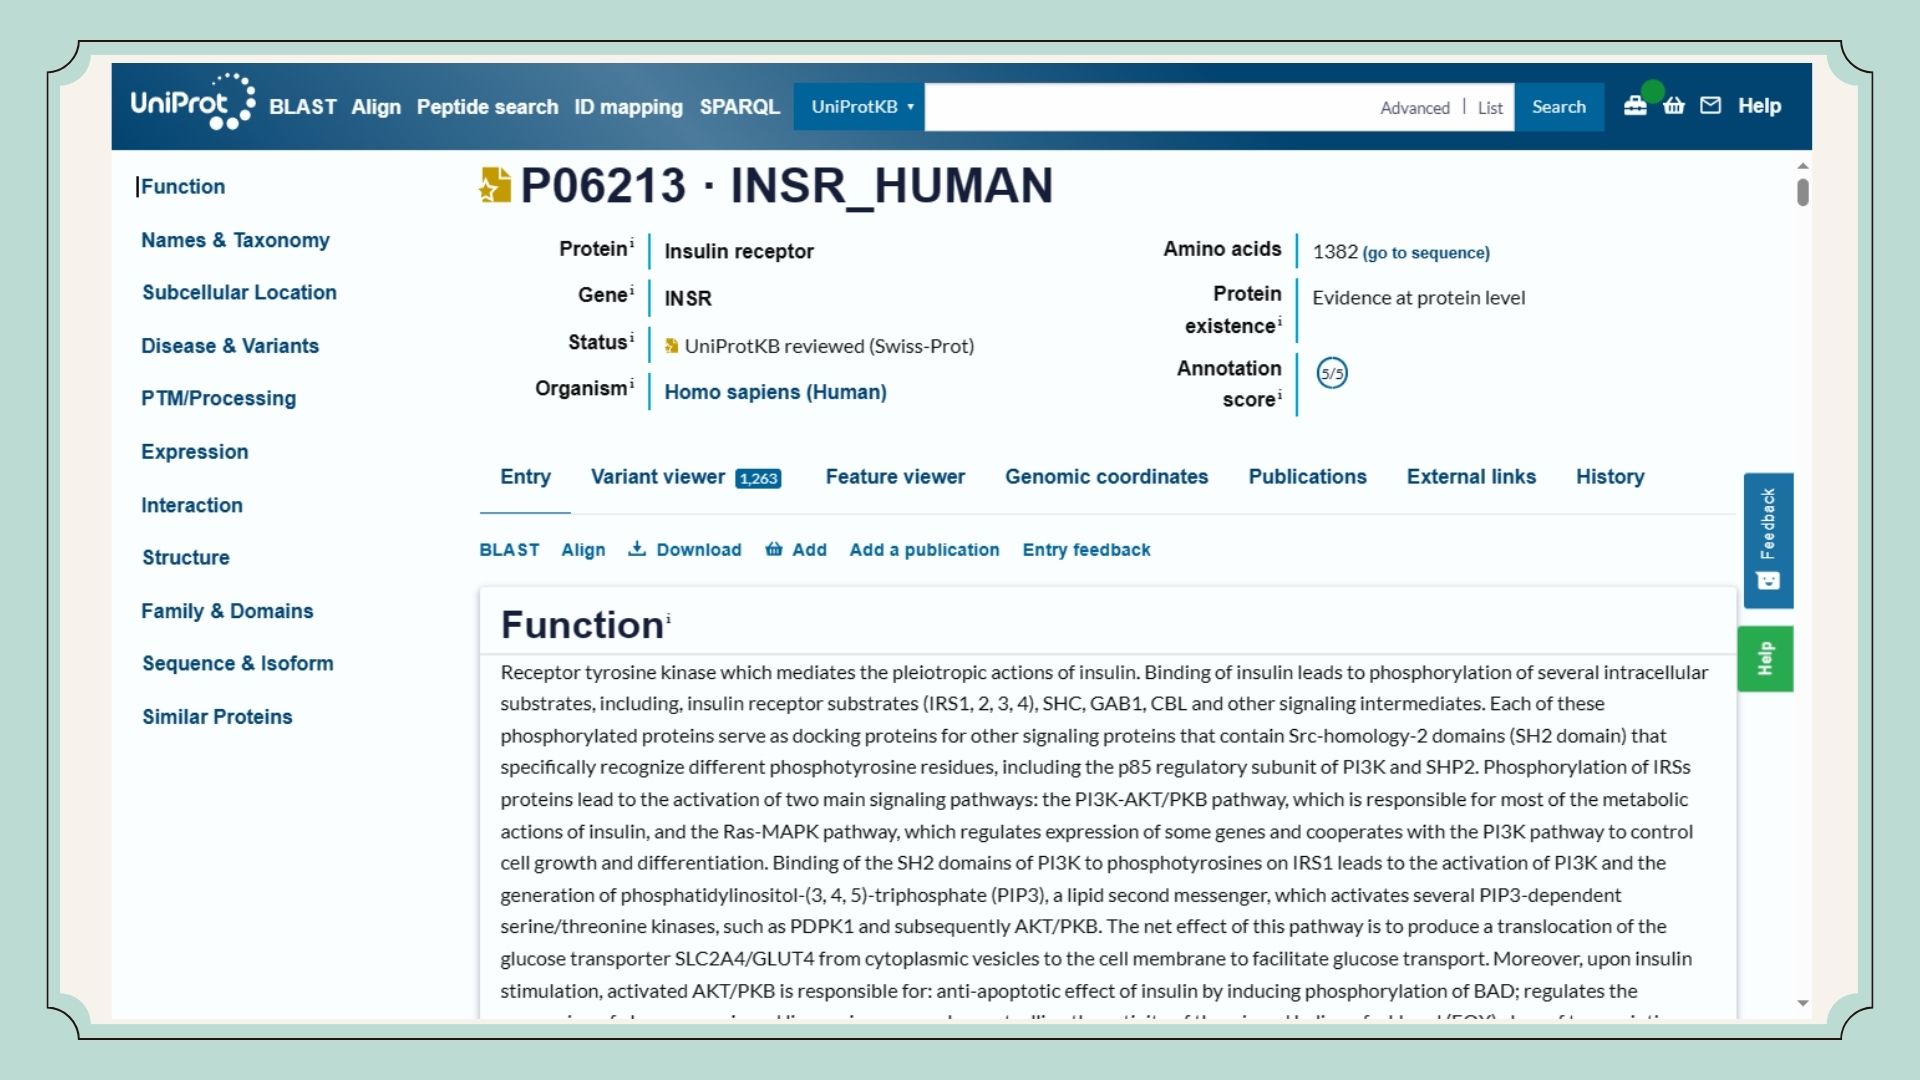 UniProt BLAST Align Peptide search ID mapping SPARQL UniProtKB Advanced | List Search Help
Function
Names & Taxonomy
Subcellular Location
Disease & Variants
PTM/Processing
Expression
Interaction
Structure
Family & Domains
Sequence & Isoform
Similar Proteins
P06213 · INSR_HUMAN
Proteini Insulin receptor
Genei INSR
Statusi UniProtKB reviewed (Swiss-Prot)
Organismi Homo sapiens (Human)
Amino acids 1382 (go to sequence)
Protein
existencei Evidence at protein level
Annotation
scorei 5/5
Entry Variant viewer 1,263 Feature viewer Genomic coordinates Publications External links History
BLAST Align Download Add Add a publication Entry feedback
Functioni
Receptor tyrosine kinase which mediates the pleiotropic actions of insulin. Binding of insulin leads to phosphorylation of several intracellular
substrates, including, insulin receptor substrates (IRS1, 2, 3, 4), SHC, GAB1, CBL and other signaling intermediates. Each of these
phosphorylated proteins serve as docking proteins for other signaling proteins that contain Src-homology-2 domains (SH2 domain) that
specifically recognize different phosphotyrosine residues, including the p85 regulatory subunit of PI3K and SHP2. Phosphorylation of IRSs
proteins lead to the activation of two main signaling pathways: the PI3K-AKT/PKB pathway, which is responsible for most of the metabolic
actions of insulin, and the Ras-MAPK pathway, which regulates expression of some genes and cooperates with the PI3K pathway to control
cell growth and differentiation. Binding of the SH2 domains of PI3K to phosphotyrosines on IRS1 leads to the activation of PI3K and the
generation of phosphatidylinositol-(3, 4, 5)-triphosphate (PIP3), a lipid second messenger, which activates several PIP3-dependent
serine/threonine kinases, such as PDPK1 and subsequently AKT/PKB. The net effect of this pathway is to produce a translocation of the
glucose transporter SLC2A4/GLUT4 from cytoplasmic vesicles to the cell membrane to facilitate glucose transport. Moreover, upon insulin
stimulation, activated AKT/PKB is responsible for: anti-apoptotic effect of insulin by inducing phosphorylation of BAD; regulates the
Feedback
Help